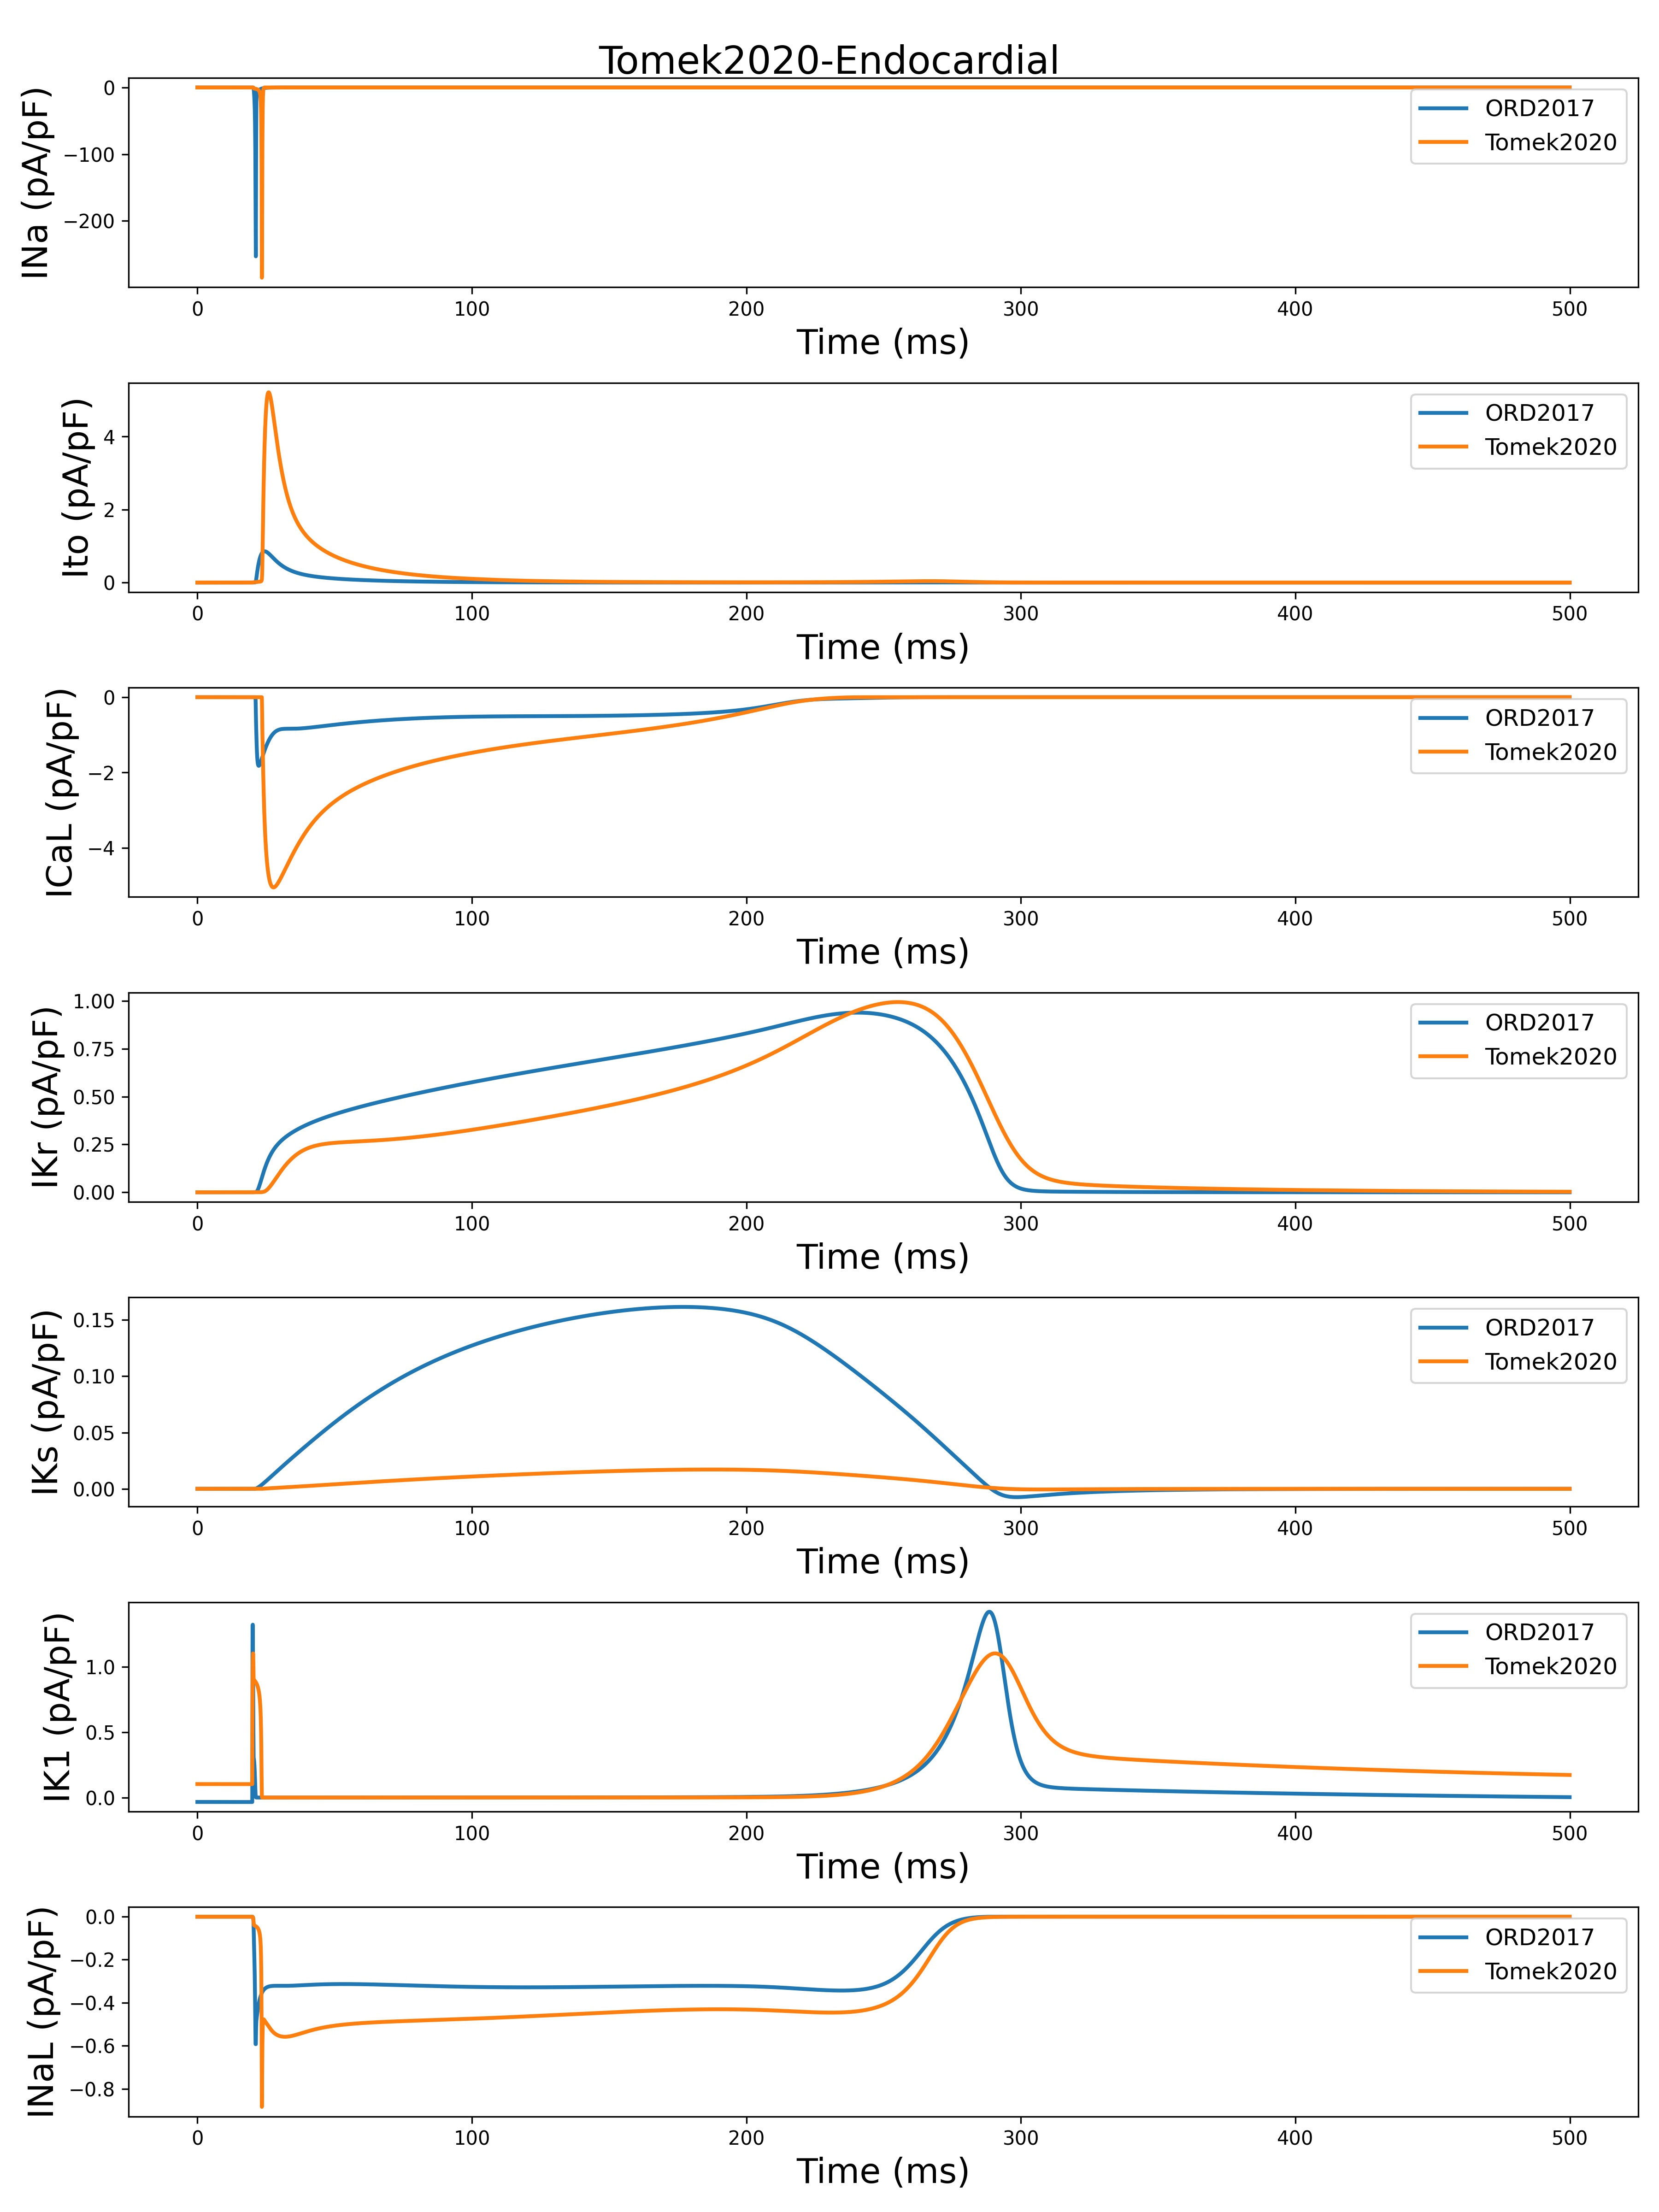 Tomek2020-Endocardial
INa (pA/pF)
0
−100
−200
ORD2017
Tomek2020
0 100 200 300 400 500
Time (ms)
Ito (pA/pF)
4
2
0
ORD2017
Tomek2020
0 100 200 300 400 500
Time (ms)
ICaL (pA/pF)
0
−2
−4
ORD2017
Tomek2020
0 100 200 300 400 500
Time (ms)
IKr (pA/pF)
1.00
0.75
0.50
0.25
0.00
ORD2017
Tomek2020
0 100 200 300 400 500
Time (ms)
IKs (pA/pF)
0.15
0.10
0.05
0.00
ORD2017
Tomek2020
0 100 200 300 400 500
Time (ms)
IK1 (pA/pF)
1.0
0.5
0.0
ORD2017
Tomek2020
0 100 200 300 400 500
Time (ms)
INaL (pA/pF)
0.0
−0.2
−0.4
−0.6
−0.8
ORD2017
Tomek2020
0 100 200 300 400 500
Time (ms)